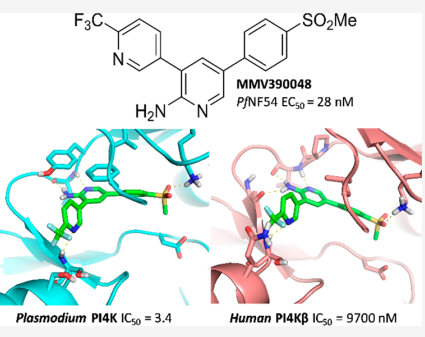 F₃C
SO₂Me
N
MMV390048
H₂N
N
PfNF54 EC₅₀ = 28 nM
Plasmodium PI4K IC₅₀ = 3.4
Human PI4Kβ IC₅₀ = 9700 nM